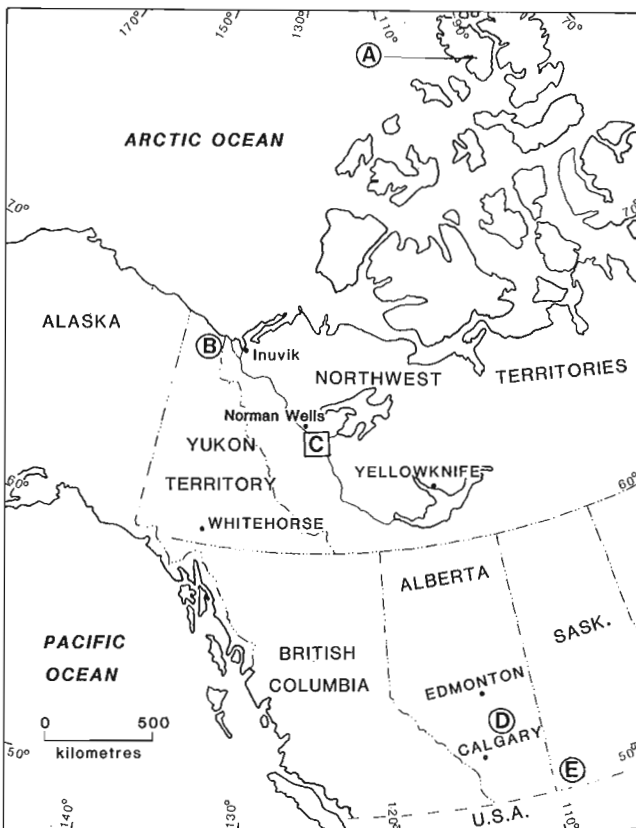 170°
150°
130°
110°
90°
70°
A
ARCTIC OCEAN
70°
70°
ALASKA
B
Inuvik
NORTHWEST TERRITORIES
Norman Wells
C
YUKON
TERRITORY
YELLOWKNIFE
60°
60°
WHITEHORSE
ALBERTA
SASK.
PACIFIC
OCEAN
BRITISH
COLUMBIA
EDMONTON
0 500
kilometres
D
CALGARY
50°
E
50°
U.S.A.
140°
130°
120°
110°